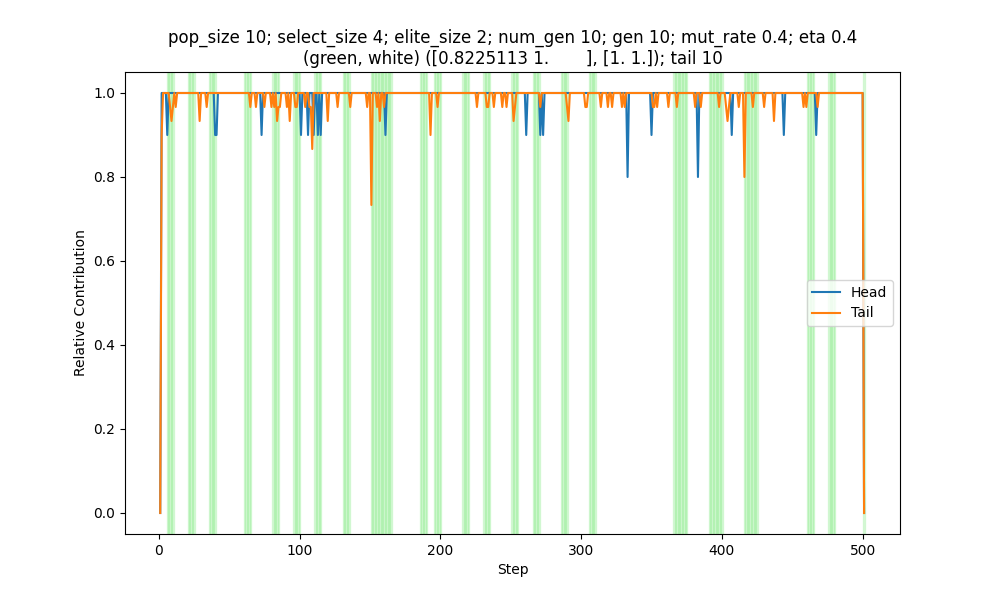 pop_size 10; select_size 4; elite_size 2; num_gen 10; gen 10; mut_rate 0.4; eta 0.4
(green, white) ([0.8225113 1.       ], [1. 1.]); tail 10
1.0
0.8
0.6
0.4
0.2
0.0
Relative Contribution
Head
Tail
0
100
200
300
400
500
Step